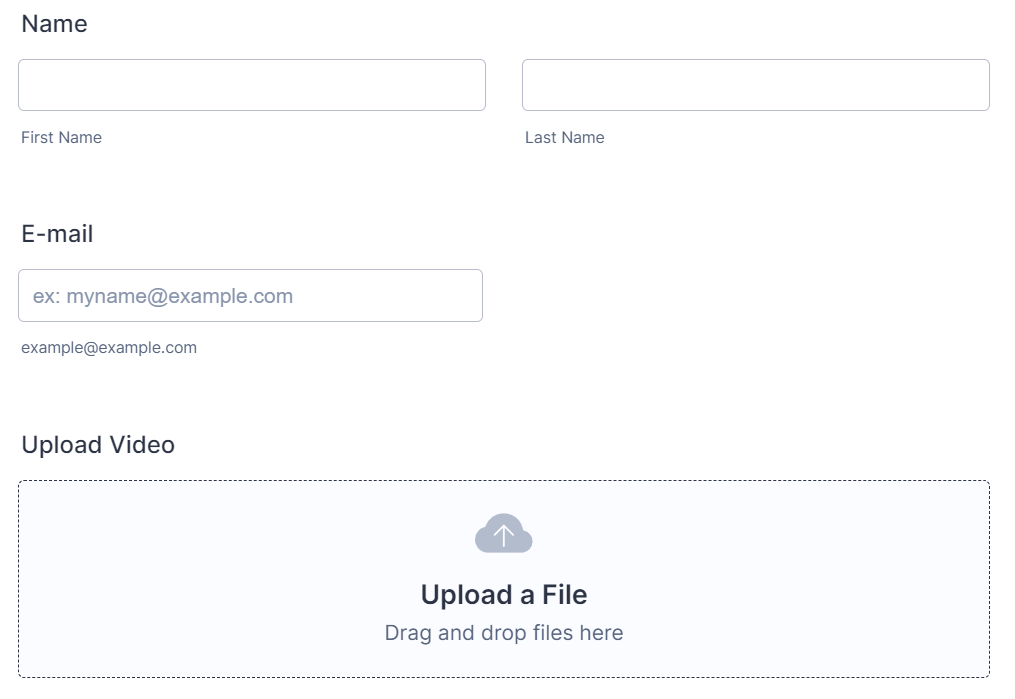 Name
First Name
Last Name
E-mail
ex: myname@example.com
example@example.com
Upload Video
Upload a File
Drag and drop files here